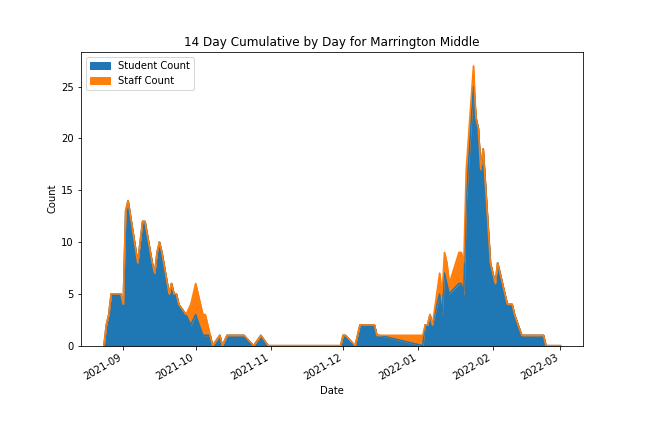 14 Day Cumulative by Day for Marrington Middle
Student Count
Staff Count
25
20
15
10
5
0
Count
2021-09
2021-10
2021-11
2021-12
2022-01
2022-02
2022-03
Date